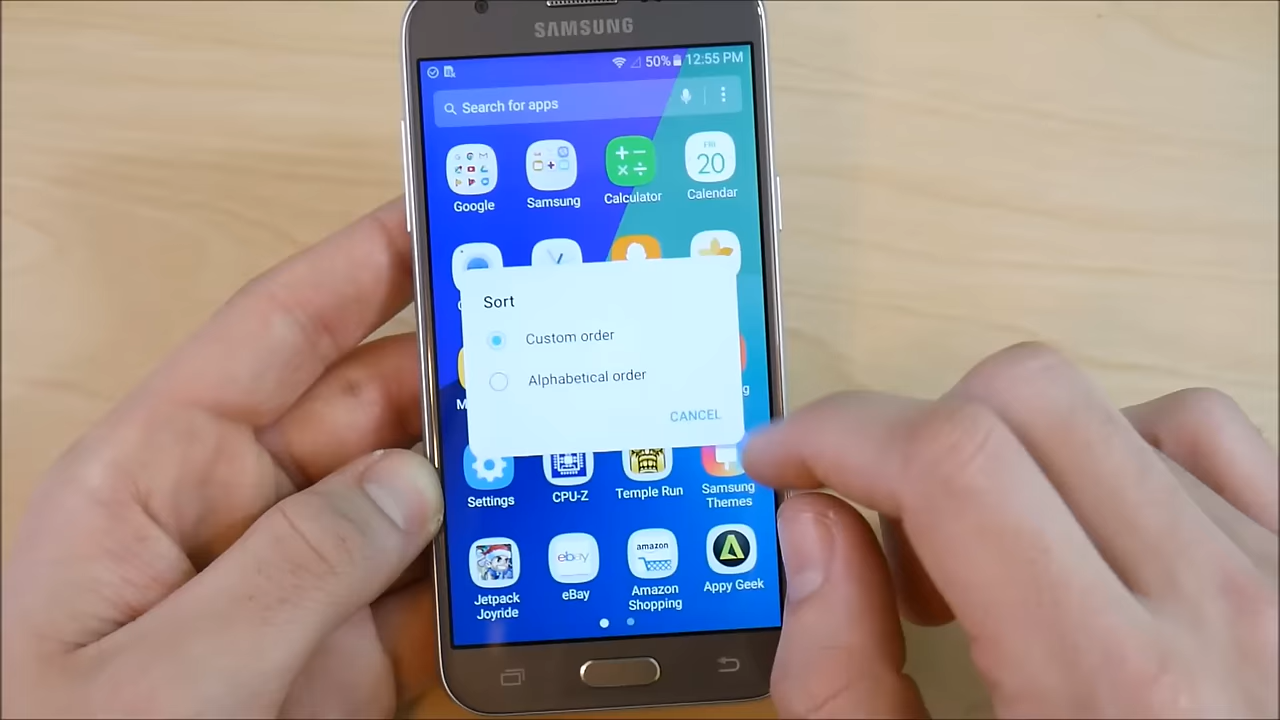 SAMSUNG
50% 12:55 PM
Search for apps
FRI
20
Google
Samsung
Calculator
Calendar
Sort
Custom order
Alphabetical order
CANCEL
Settings
CPU-Z
Temple Run
Samsung
Themes
ebay
amazon
Jetpack
Joyride
eBay
Amazon
Shopping
Appy Geek